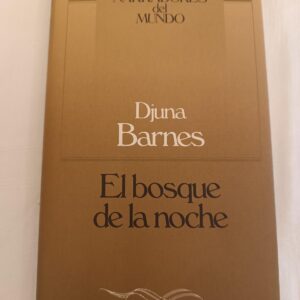 NARRADORES
del
MUNDO
Djuna
Barnes
El bosque
de la noche